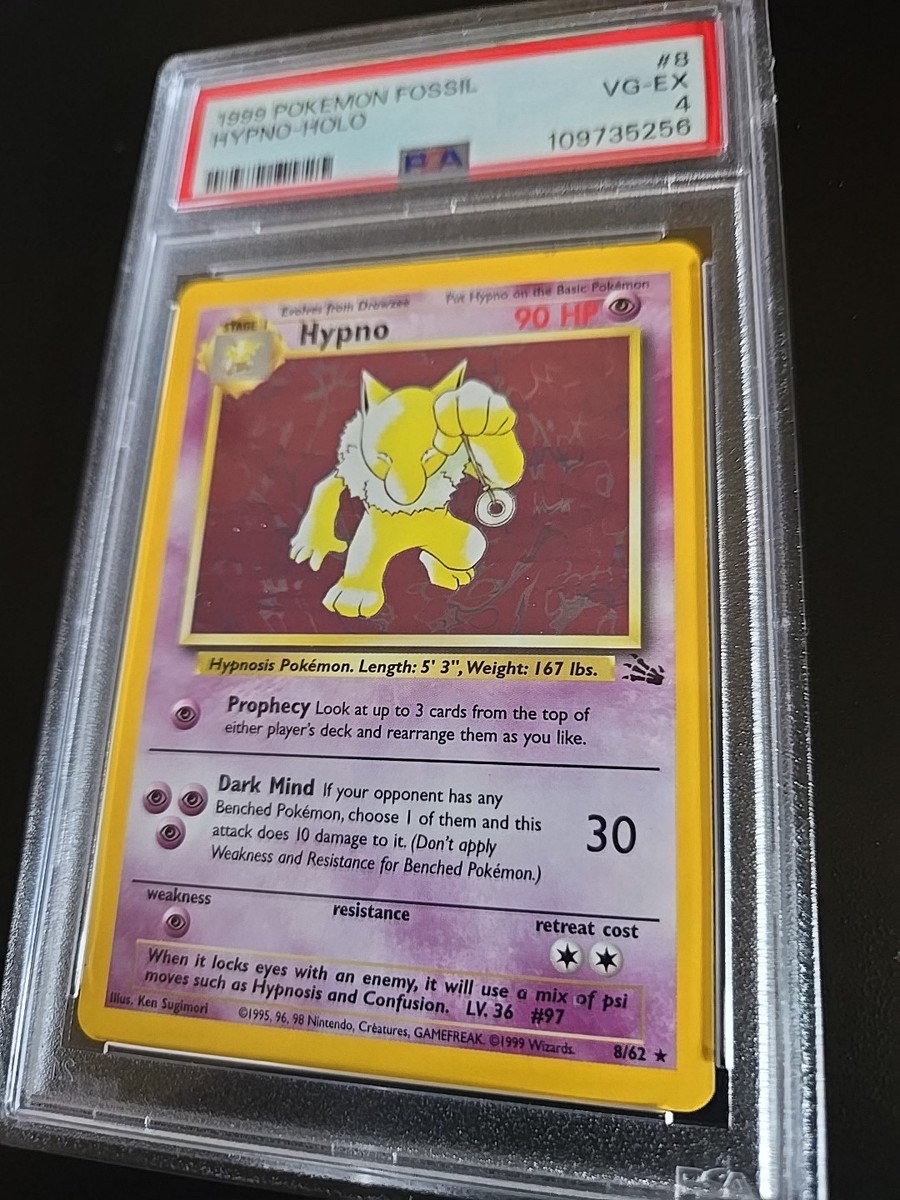 1999 POKEMON FOSSIL #8
HYPNO-HOLO VG-EX
4
PSA 109735256
Evolves from Drowzee Put Hypno on the Basic Pokémon
STAGE 1 Hypno 90 HP
Hypnosis Pokémon. Length: 5' 3", Weight: 167 lbs.
Prophecy Look at up to 3 cards from the top of
either player's deck and rearrange them as you like.
Dark Mind If your opponent has any
Benched Pokémon, choose 1 of them and this
attack does 10 damage to it. (Don't apply 30
Weakness and Resistance for Benched Pokémon.)
weakness resistance retreat cost
When it locks eyes with an enemy, it will use a mix of psi
moves such as Hypnosis and Confusion. LV. 36 #97
Illus. Ken Sugimori ©1995, 96, 98 Nintendo, Créatures, GAMEFREAK. ©1999 Wizards. 8/62
PSA